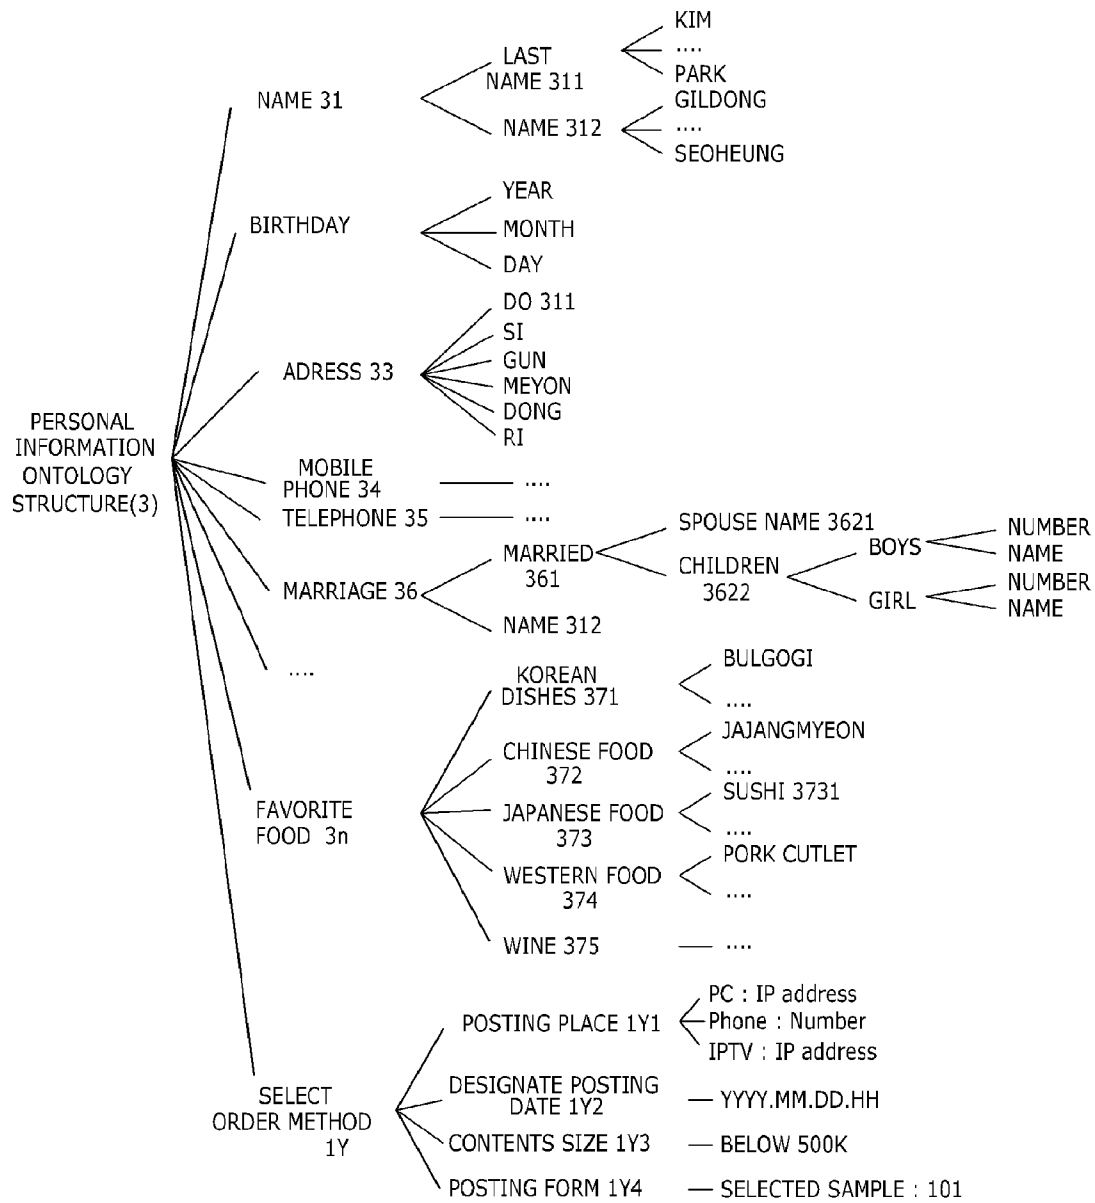 KIM
LAST
NAME 311
....
PARK
NAME 31
GILDONG
NAME 312
....
SEOHEUNG
YEAR
BIRTHDAY
MONTH
DAY
DO 311
SI
GUN
ADRESS 33
MEYON
DONG
RI
PERSONAL
INFORMATION
ONTOLOGY
STRUCTURE(3)
MOBILE
PHONE 34
....
TELEPHONE 35
....
MARRIAGE 36
MARRIED
361
SPOUSE NAME 3621
CHILDREN
3622
BOYS
NUMBER
NAME
GIRL
NUMBER
NAME
NAME 312
....
FAVORITE
FOOD 3n
KOREAN
DISHES 371
BULGOGI
....
CHINESE FOOD
372
JAJANGMYEON
....
JAPANESE FOOD
373
SUSHI 3731
....
WESTERN FOOD
374
PORK CUTLET
....
WINE 375
....
SELECT
ORDER METHOD
1Y
POSTING PLACE 1Y1
PC : IP address
Phone : Number
IPTV : IP address
DESIGNATE POSTING
DATE 1Y2
YYYY.MM.DD.HH
CONTENTS SIZE 1Y3
BELOW 500K
POSTING FORM 1Y4
SELECTED SAMPLE : 101